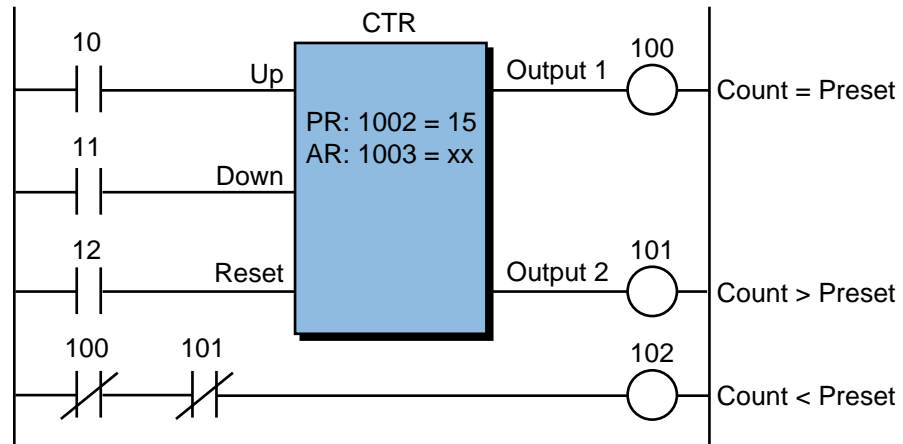 CTR
10
Up
Output 1
100
Count = Preset
PR: 1002 = 15
AR: 1003 = xx
11
Down
12
Reset
Output 2
101
Count > Preset
100
101
102
Count < Preset